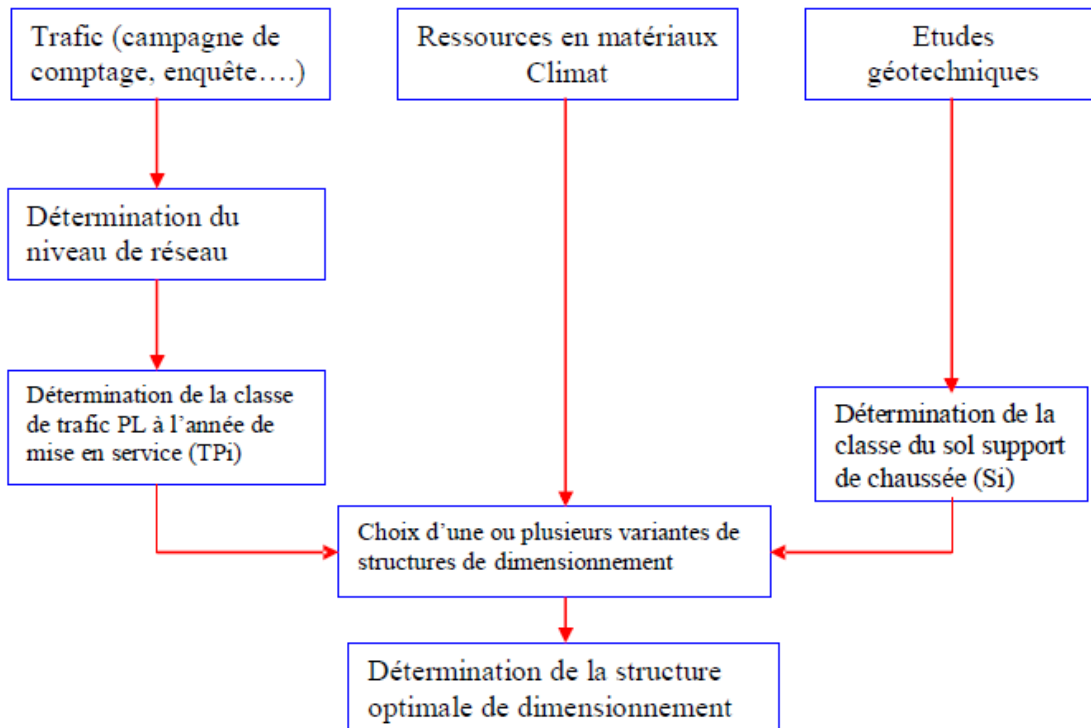 Trafic (campagne de
comptage, enquête….)
Ressources en matériaux
Climat
Etudes
géotechniques
Détermination du
niveau de réseau
Détermination de la classe
de trafic PL à l’année de
mise en service (TPi)
Détermination de la
classe du sol support
de chaussée (Si)
Choix d’une ou plusieurs variantes de
structures de dimensionnement
Détermination de la structure
optimale de dimensionnement